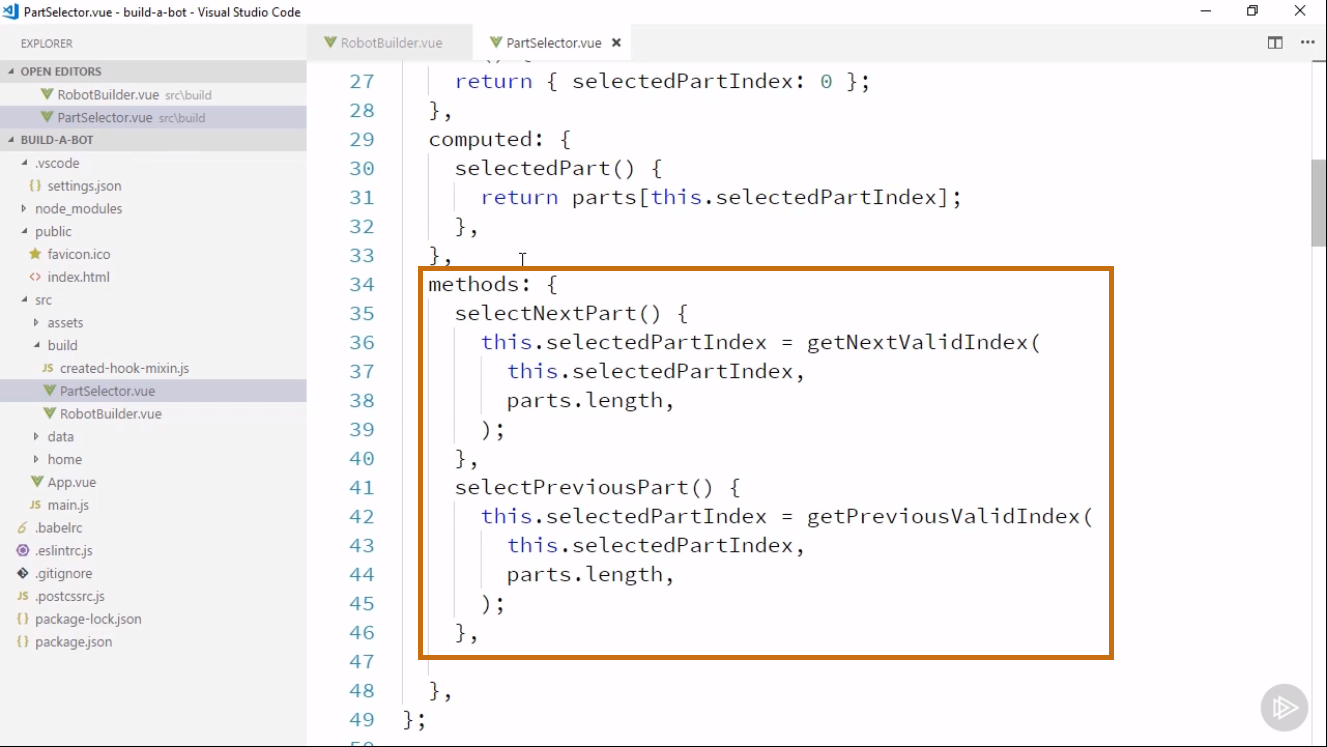 PartSelector.vue - build-a-bot - Visual Studio Code
EXPLORER
OPEN EDITORS
RobotBuilder.vue src\build
PartSelector.vue src\build
BUILD-A-BOT
.vscode
{} settings.json
node_modules
public
favicon.ico
<> index.html
src
assets
build
JS created-hook-mixin.js
PartSelector.vue
RobotBuilder.vue
data
home
App.vue
JS main.js
.babelrc
.eslintrc.js
.gitignore
JS .postcssrc.js
{} package-lock.json
{} package.json
RobotBuilder.vue
PartSelector.vue
27 return { selectedPartIndex: 0 };
28 },
29 computed: {
30 selectedPart() {
31 return parts[this.selectedPartIndex];
32 },
33 },
34 methods: {
35 selectNextPart() {
36 this.selectedPartIndex = getNextValidIndex(
37 this.selectedPartIndex,
38 parts.length,
39 );
40 },
41 selectPreviousPart() {
42 this.selectedPartIndex = getPreviousValidIndex(
43 this.selectedPartIndex,
44 parts.length,
45 );
46 },
47
48 },
49 };